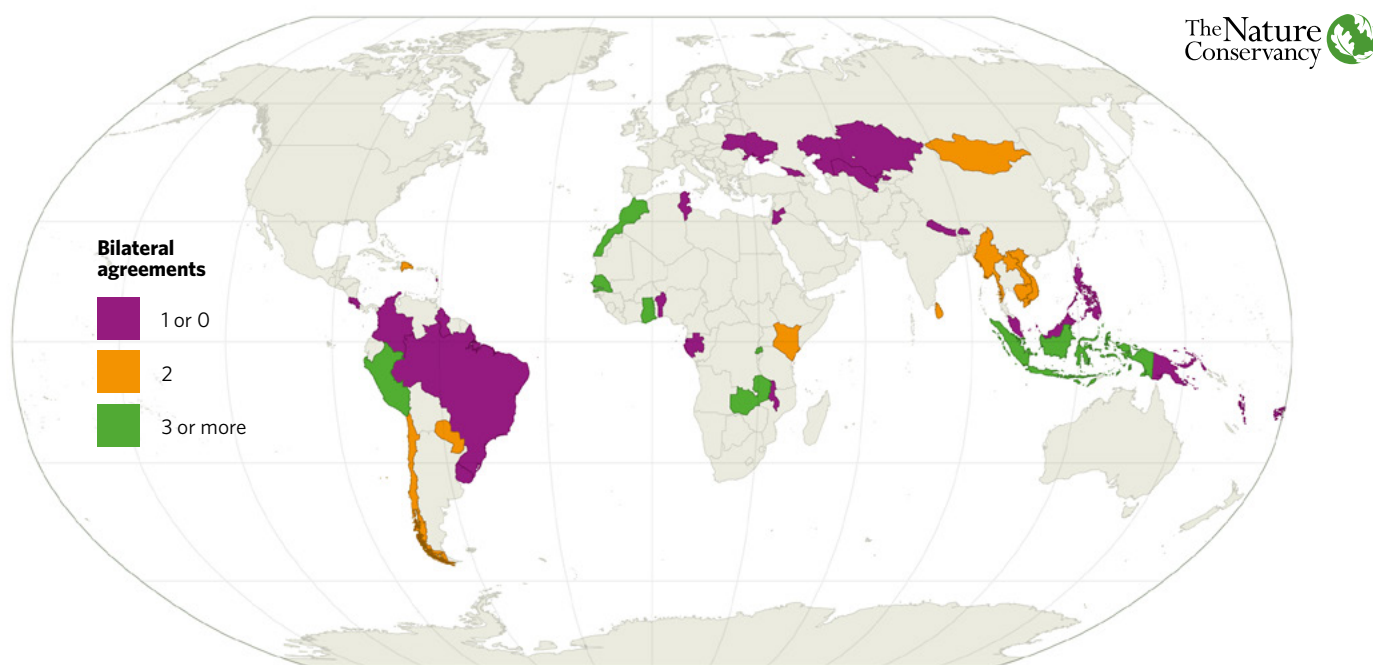 The Nature
Conservancy
Bilateral
agreements
1 or 0
2
3 or more